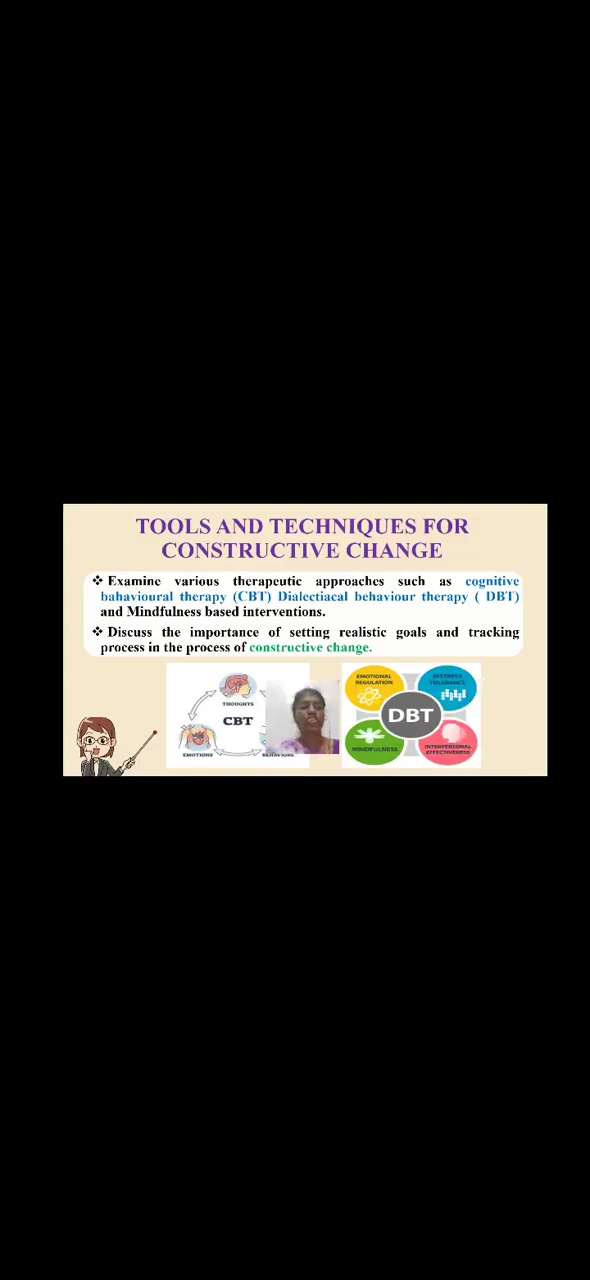 TOOLS AND TECHNIQUES FOR
CONSTRUCTIVE CHANGE
❖ Examine various therapeutic approaches such as cognitive
bahavioural therapy (CBT) Dialectiacal behaviour therapy ( DBT)
and Mindfulness based interventions.
❖ Discuss the importance of setting realistic goals and tracking
process in the process of constructive change.
THOUGHTS
CBT
EMOTIONS
BEHAVIORS
EMOTIONAL
REGULATION
DISTRESS
TOLERANCE
DBT
MINDFULNESS
INTERPERSONAL
EFFECTIVENESS